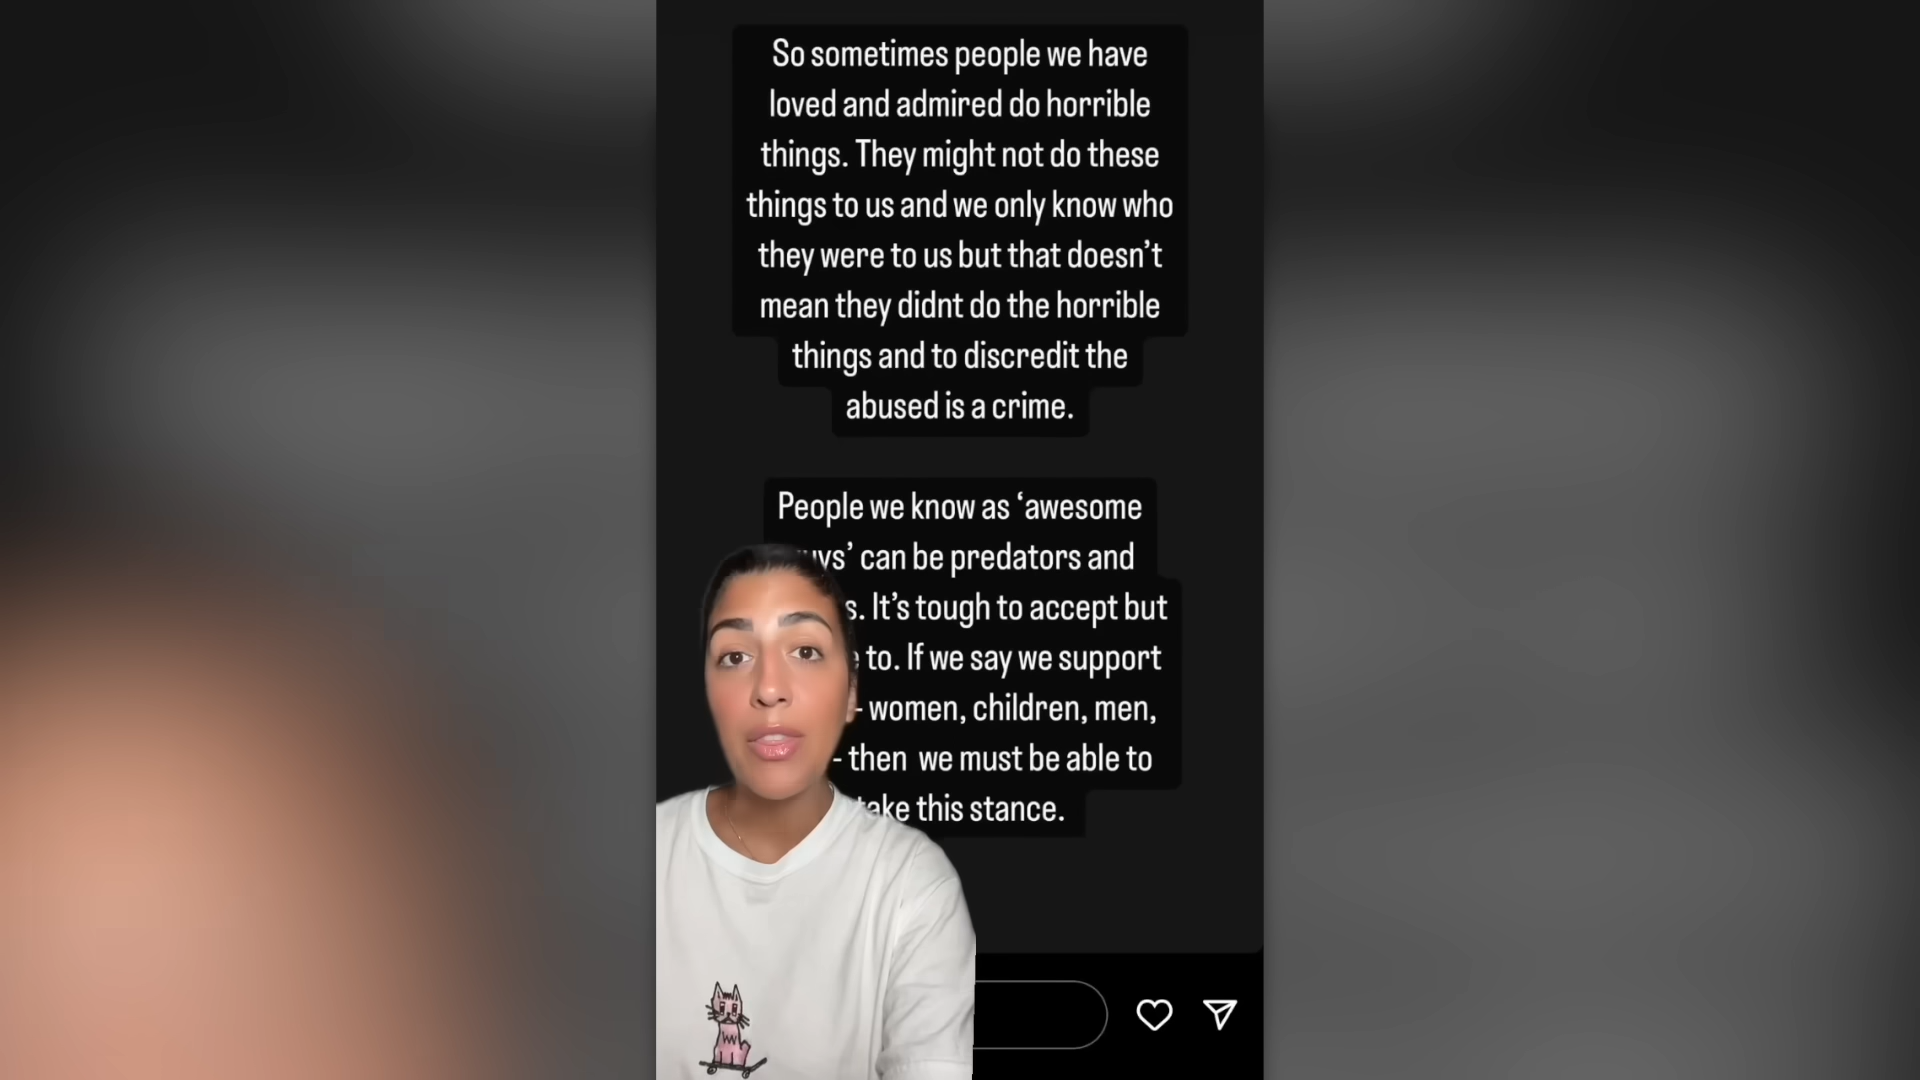 So sometimes people we have
loved and admired do horrible
things. They might not do these
things to us and we only know who
they were to us but that doesn’t
mean they didnt do the horrible
things and to discredit the
abused is a crime.
People we know as ‘awesome
can be predators and
It’s tough to accept but
to. If we say we support
- women, children, men,
- then we must be able to
take this stance.